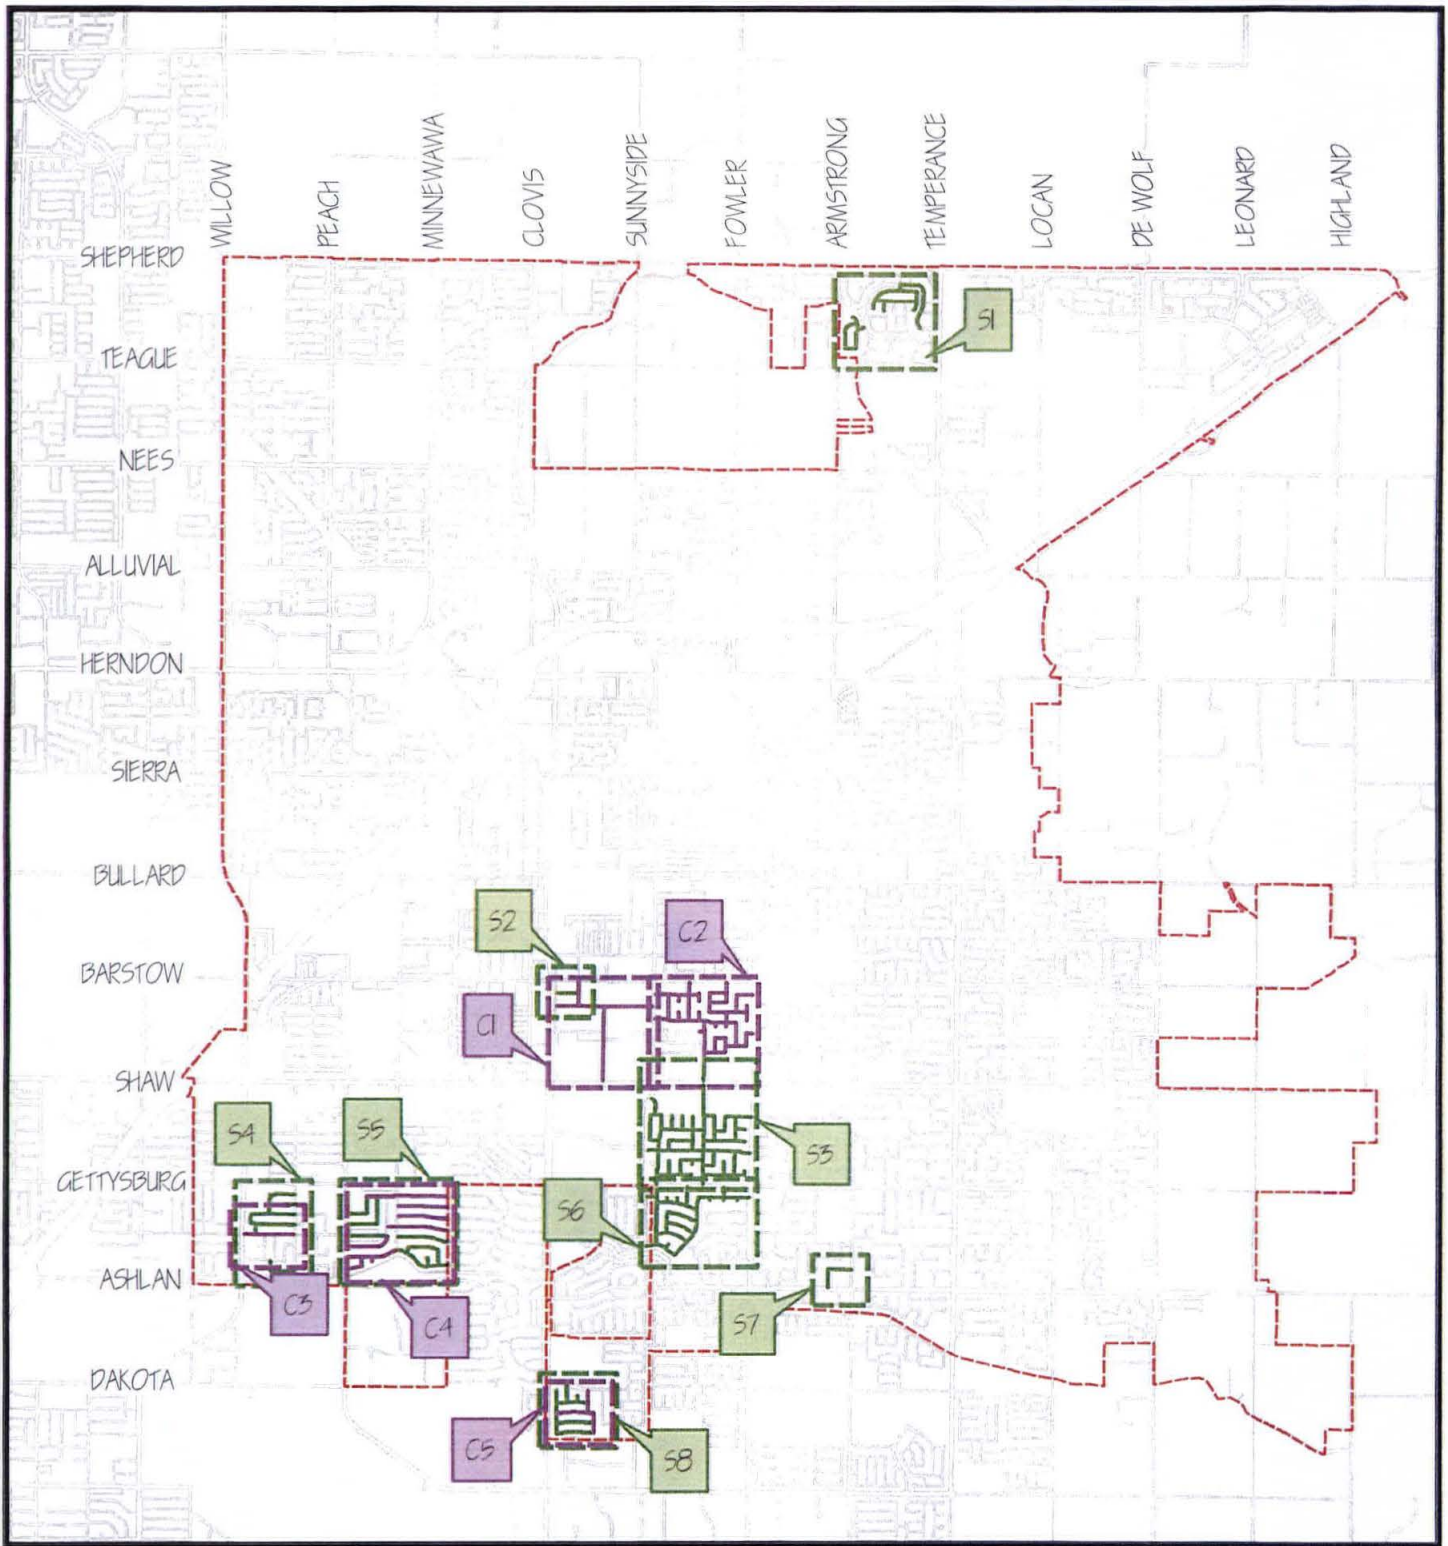 WILLOW
PEACH
MINNEWAWA
CLOVIS
SUNNYSIDE
FOWLER
ARMSTRONG
TEMPERANCE
LOCAN
DE WOLF
LEONARD
HIGHLAND
SHEPHERD
S1
TEAGUE
NEES
ALLUVIAL
HERNDON
SIERRA
BULLARD
S2
C2
BARSTOW
C1
SHAW
S4
S5
S3
GETTYSBURG
S6
ASHLAN
C3
C4
S7
DAKOTA
C5
S8